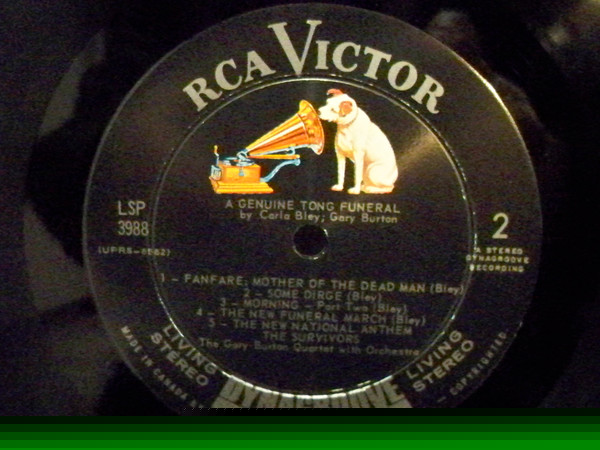 RCA VICTOR
A GENUINE TONG FUNERAL
by Carla Bley; Gary Burton
LSP
3988
2
A STEREO
DYNAGROOVE
RECORDING
1 – FANFARE; MOTHER OF THE DEAD MAN (Bley)
2 – SOME DIRGE (Bley)
3 – MORNING – Part Two (Bley)
4 – THE NEW FUNERAL MARCH (Bley)
5 – THE NEW NATIONAL ANTHEM
THE SURVIVORS
The Gary Burton Quartet with Orchestra
LIVING
STEREO
DYNAGROOVE
LIVING
STEREO
MADE IN CANADA BY
COPYRIGHTED